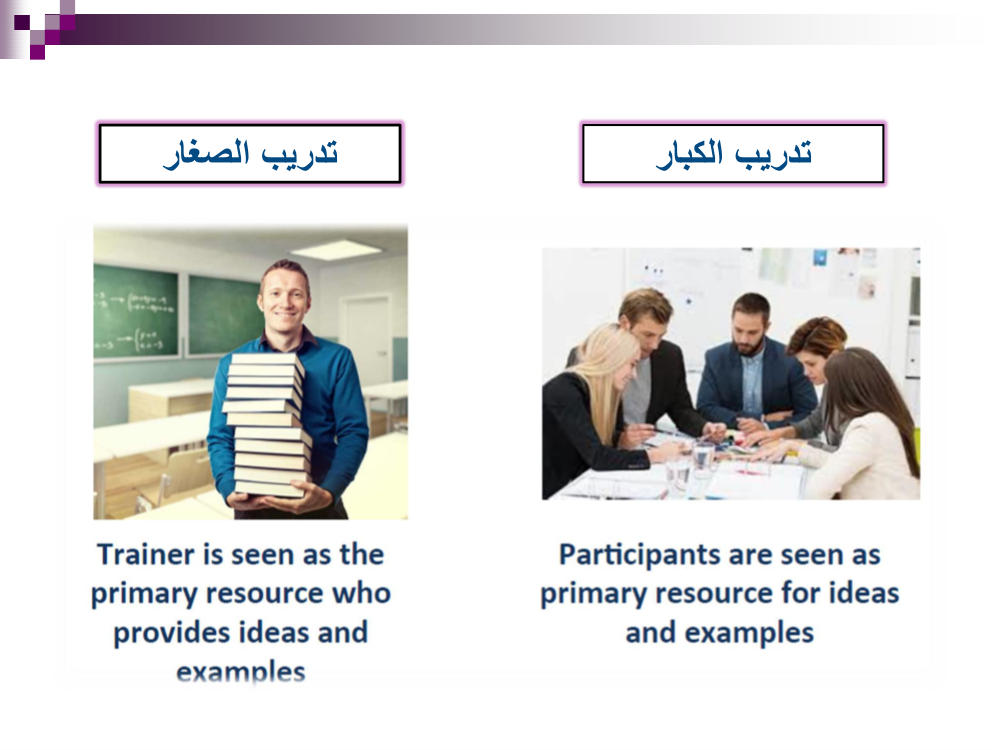 تدريب الكبار
تدريب الصغار
Trainer is seen as the
primary resource who
provides ideas and
examples
Participants are seen as
primary resource for ideas
and examples